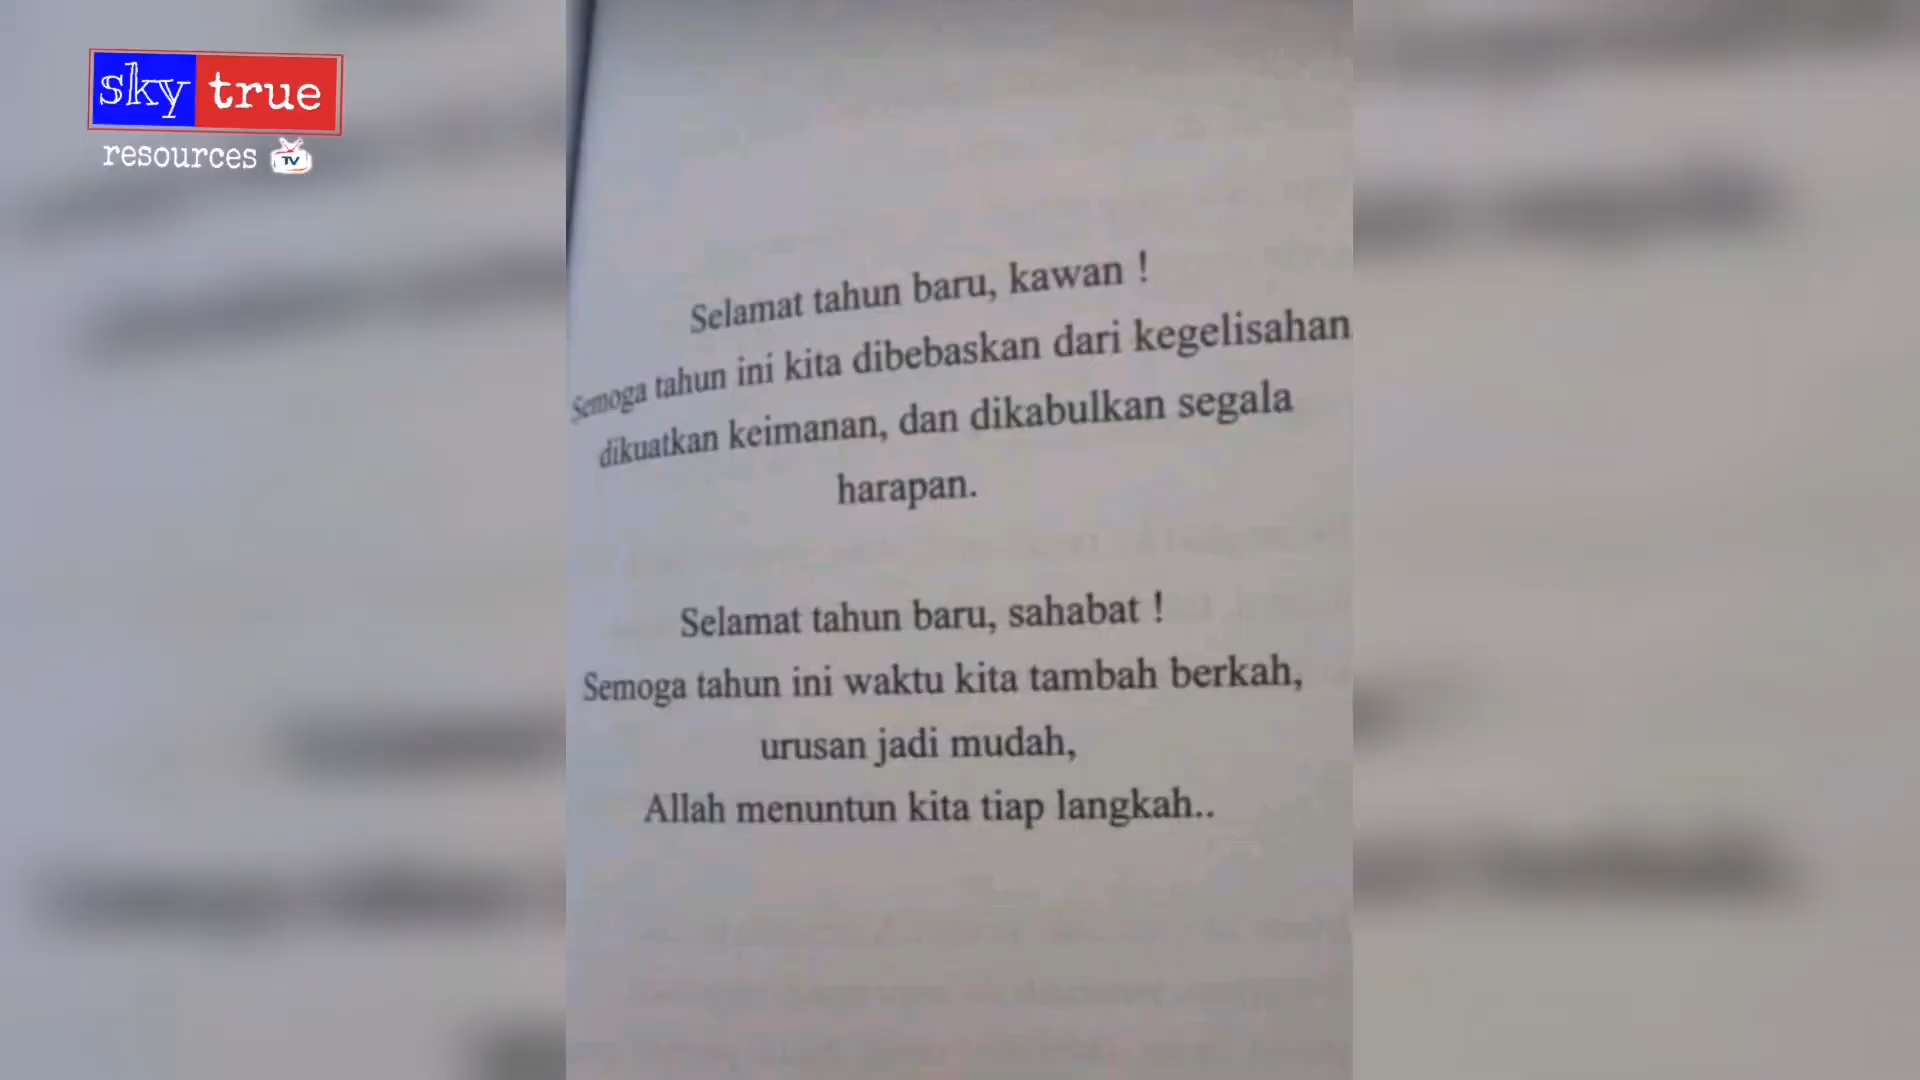 sky true
resources TV
Selamat tahun baru, kawan !
Semoga tahun ini kita dibebaskan dari kegelisahan
dikuatkan keimanan, dan dikabulkan segala
harapan.
Selamat tahun baru, sahabat !
Semoga tahun ini waktu kita tambah berkah,
urusan jadi mudah,
Allah menuntun kita tiap langkah..